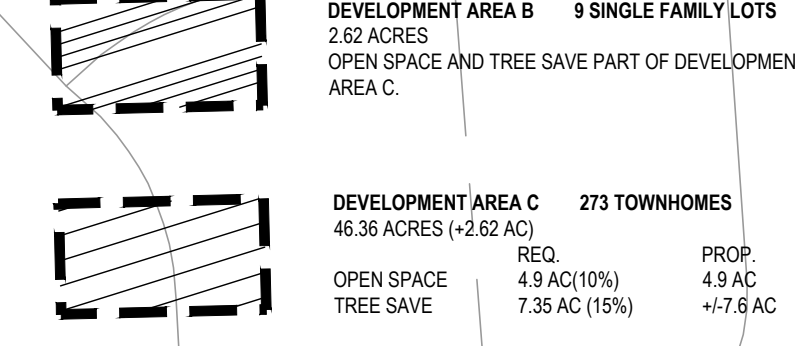 DEVELOPMENT AREA B 9 SINGLE FAMILY LOTS
2.62 ACRES
OPEN SPACE AND TREE SAVE PART OF DEVELOPMEN
AREA C.
DEVELOPMENT AREA C 273 TOWNHOMES
46.36 ACRES (+2.62 AC)
REQ. PROP.
OPEN SPACE 4.9 AC(10%) 4.9 AC
TREE SAVE 7.35 AC (15%) +/-7.6 AC